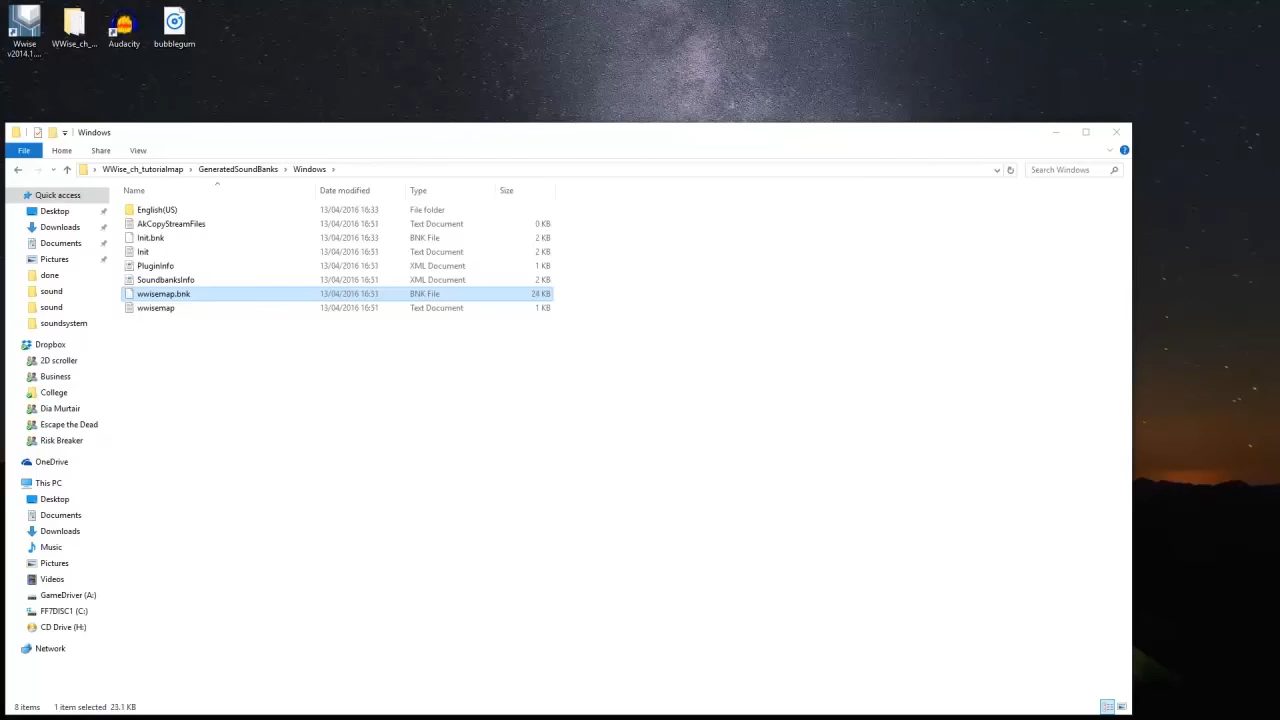 Wwise v2014.1....
WWise_ch_...
Audacity
bubblegum
Windows
File Home Share View
WWise_ch_tutorialmap > GeneratedSoundBanks > Windows >
Search Windows
Name Date modified Type Size
English(US) 13/04/2016 16:33 File folder
AkCopyStreamFiles 13/04/2016 16:51 Text Document 0 KB
Init.bnk 13/04/2016 16:33 BNK File 2 KB
Init 13/04/2016 16:51 Text Document 2 KB
PluginInfo 13/04/2016 16:51 XML Document 1 KB
SoundbanksInfo 13/04/2016 16:51 XML Document 2 KB
wwisemap.bnk 13/04/2016 16:51 BNK File 24 KB
wwisemap 13/04/2016 16:51 Text Document 1 KB
Quick access
Desktop
Downloads
Documents
Pictures
done
sound
sound
soundsystem
Dropbox
2D scroller
Business
College
Dia Murtair
Escape the Dead
Risk Breaker
OneDrive
This PC
Desktop
Documents
Downloads
Music
Pictures
Videos
GameDriver (A:)
FF7DISC1 (C:)
CD Drive (H:)
Network
8 items 1 item selected 23.1 KB